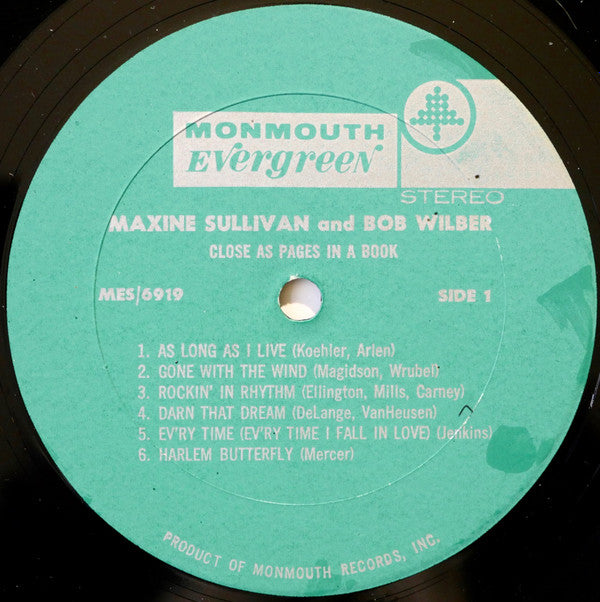 MONMOUTH
EVergreeN
STEREO
MAXINE SULLIVAN and BOB WILBER
CLOSE AS PAGES IN A BOOK
MES/6919 SIDE 1
1. AS LONG AS I LIVE (Koehler, Arlen)
2. GONE WITH THE WIND (Magidson, Wrubel)
3. ROCKIN' IN RHYTHM (Ellington, Mills, Carney)
4. DARN THAT DREAM (DeLange, VanHeusen)
5. EV'RY TIME (EV'RY TIME I FALL IN LOVE) (Jenkins)
6. HARLEM BUTTERFLY (Mercer)
PRODUCT OF MONMOUTH RECORDS, INC.